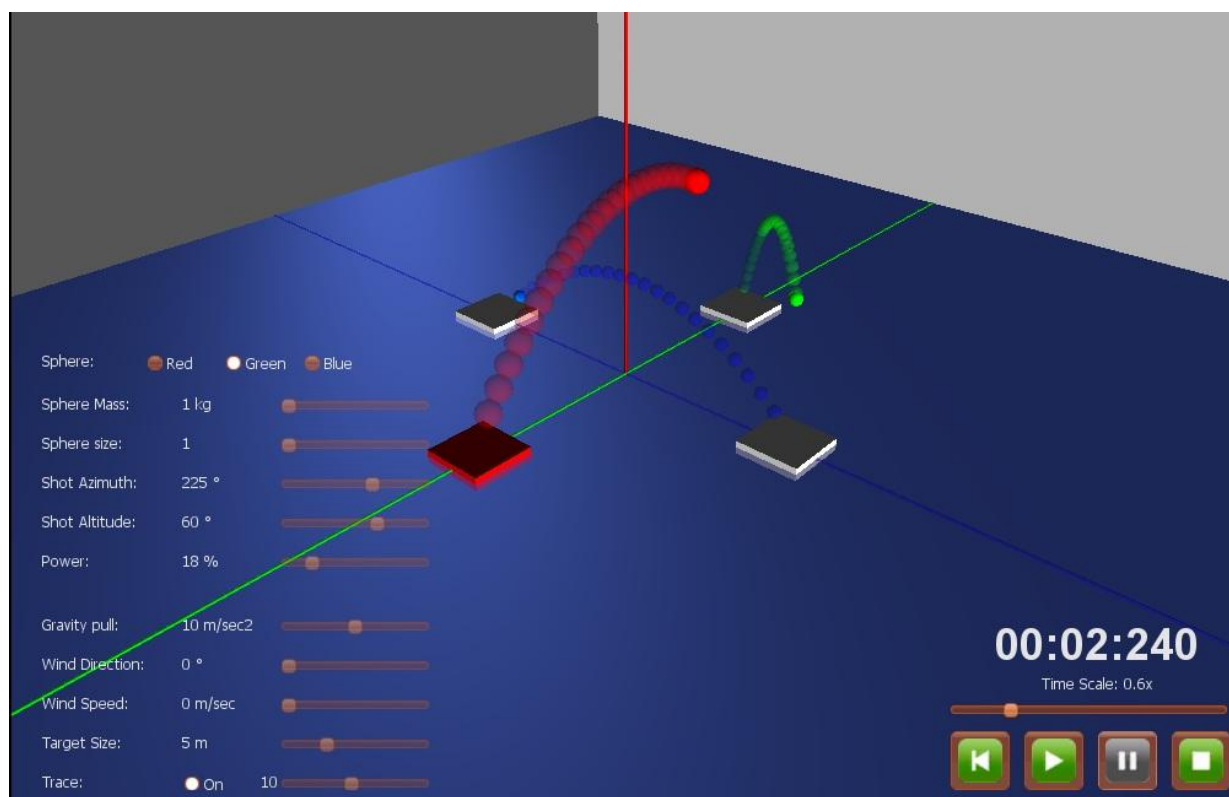 Sphere: Red Green Blue
Sphere Mass: 1 kg
Sphere size: 1
Shot Azimuth: 225 °
Shot Altitude: 60 °
Power: 18 %
Gravity pull: 10 m/sec2
Wind Direction: 0 °
Wind Speed: 0 m/sec
Target Size: 5 m
Trace: On 10
00:02:240
Time Scale: 0.6x